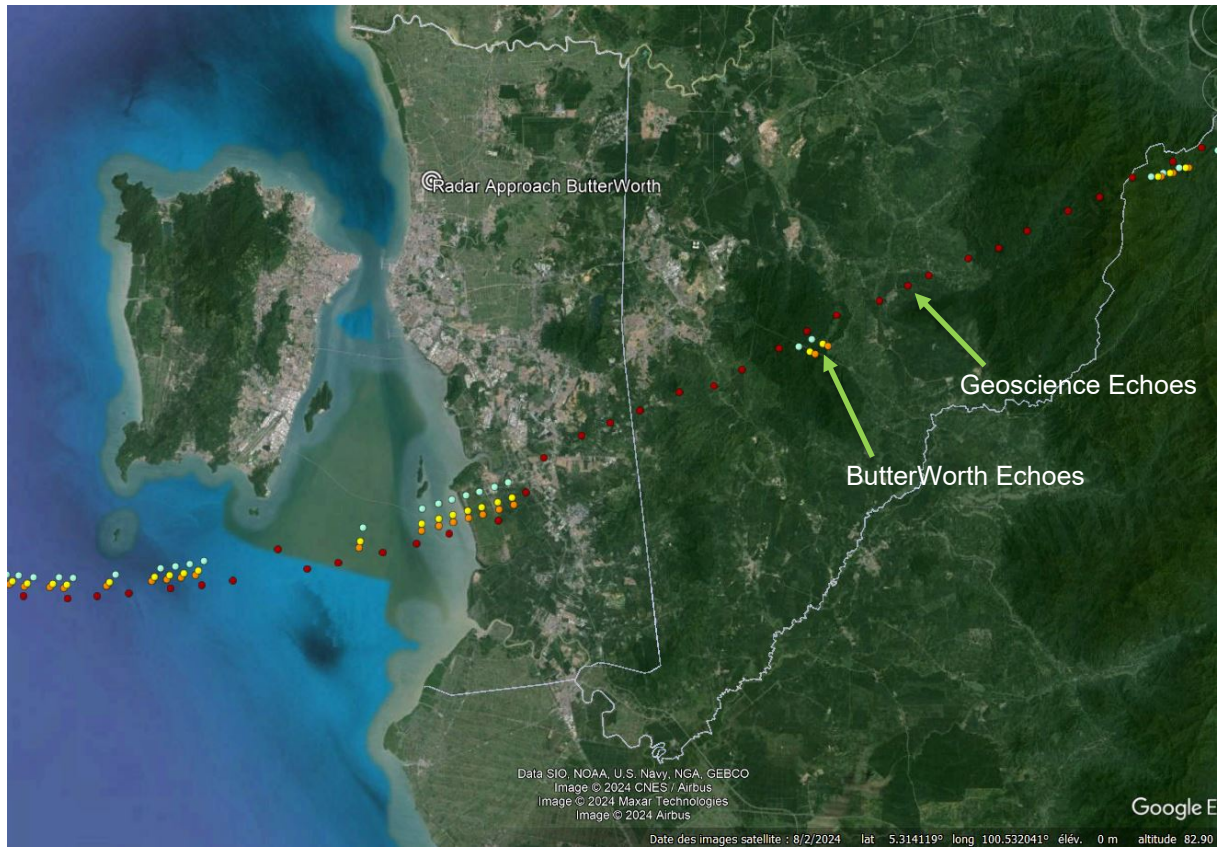 Radar Approach ButterWorth
Geoscience Echoes
ButterWorth Echoes
Data SIO, NOAA, U.S. Navy, NGA, GEBCO
Image © 2024 CNES / Airbus
Image © 2024 Maxar Technologies
Image © 2024 Airbus
Google E
Date des images satellite : 8/2/2024 lat 5.314119° long 100.532041° élév. 0 m altitude 82.90